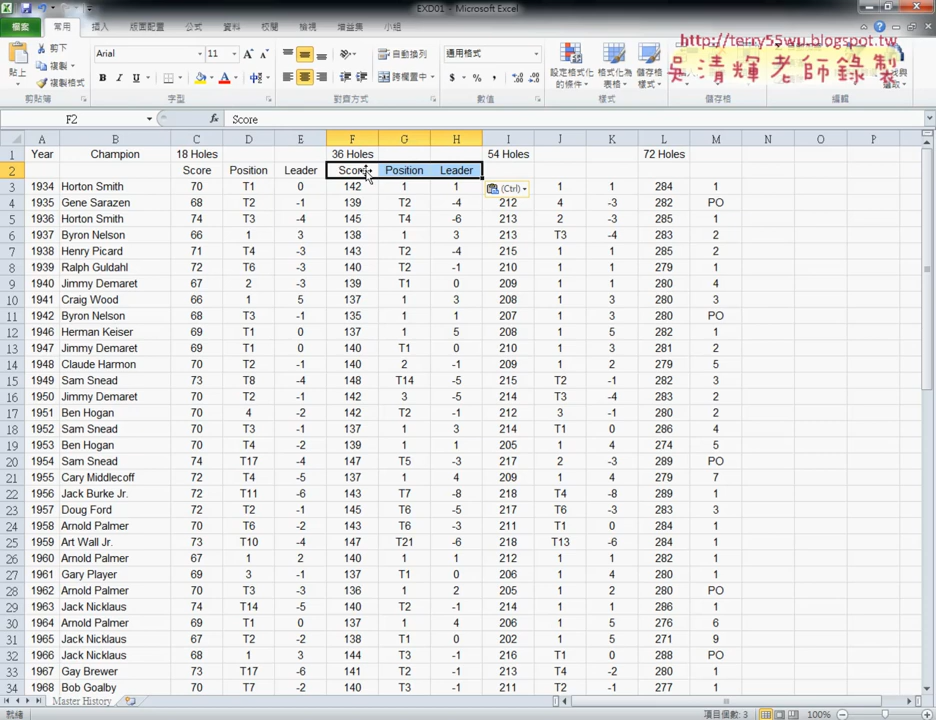 EXD01 - Microsoft Excel
檔案 常用 插入 版面配置 公式 資料 校閱 檢視 增益集 小組
http://terry55wu.blogspot.tw
吳清輝老師錄製
貼上 剪下 複製 複製格式
Arial 11
自動換列 跨欄置中
通用格式
設定格式化的條件 格式化為表格 儲存格
剪貼簿 字型 對齊方式 數值 樣式 儲存格 編輯
F2 fx Score
A B C D E F G H I J K L M N O P
1 Year Champion 18 Holes 36 Holes 54 Holes 72 Holes
2 Score Position Leader Score Position Leader
3 1934 Horton Smith 70 T1 0 142 1 1 (Ctrl) 1 1 284 1
4 1935 Gene Sarazen 68 T2 -1 139 T2 -4 212 4 -3 282 PO
5 1936 Horton Smith 74 T3 -4 145 T4 -6 213 2 -3 285 1
6 1937 Byron Nelson 66 1 3 138 1 3 213 T3 -4 283 2
7 1938 Henry Picard 71 T4 -3 143 T2 -4 215 1 1 285 2
8 1939 Ralph Guldahl 72 T6 -3 140 T2 -1 210 1 1 279 1
9 1940 Jimmy Demaret 67 2 -3 139 T1 0 209 1 1 280 4
10 1941 Craig Wood 66 1 5 137 1 3 208 1 3 280 3
11 1942 Byron Nelson 68 T3 -1 135 1 1 207 1 3 280 PO
12 1946 Herman Keiser 69 T1 0 137 1 5 208 1 5 282 1
13 1947 Jimmy Demaret 69 T1 0 140 T1 0 210 1 3 281 2
14 1948 Claude Harmon 70 T2 -1 140 2 -1 209 1 2 279 5
15 1949 Sam Snead 73 T8 -4 148 T14 -5 215 T2 -1 282 3
16 1950 Jimmy Demaret 70 T2 -1 142 3 -5 214 T3 -4 283 2
17 1951 Ben Hogan 70 4 -2 142 T2 -1 212 3 -1 280 2
18 1952 Sam Snead 70 T3 -1 137 1 3 214 T1 0 286 4
19 1953 Ben Hogan 70 T4 -2 139 1 1 205 1 4 274 5
20 1954 Sam Snead 74 T17 -4 147 T5 -3 217 2 -3 289 PO
21 1955 Cary Middlecoff 72 T4 -5 137 1 4 209 1 4 279 7
22 1956 Jack Burke Jr. 72 T11 -6 143 T7 -8 218 T4 -8 289 1
23 1957 Doug Ford 72 T2 -1 145 T6 -5 217 T6 -3 283 3
24 1958 Arnold Palmer 70 T6 -2 143 T6 -3 211 T1 0 284 1
25 1959 Art Wall Jr. 73 T10 -4 147 T21 -6 218 T13 -6 284 1
26 1960 Arnold Palmer 67 1 2 140 1 1 212 1 1 282 1
27 1961 Gary Player 69 3 -1 137 T1 0 206 1 4 280 1
28 1962 Arnold Palmer 70 T3 -3 136 1 2 205 1 2 280 PO
29 1963 Jack Nicklaus 74 T14 -5 140 T2 -1 214 1 1 286 1
30 1964 Arnold Palmer 69 T1 0 137 1 4 206 1 5 276 6
31 1965 Jack Nicklaus 67 T2 -2 138 T1 0 202 1 5 271 9
32 1966 Jack Nicklaus 68 1 3 144 T3 -1 216 T1 0 288 PO
33 1967 Gay Brewer 73 T17 -6 141 T2 -1 213 T4 -2 280 1
34 1968 Bob Goalby 70 T7 -2 140 T3 -1 211 T2 -1 277 1
Master History
就緒 項目個數: 3 100%